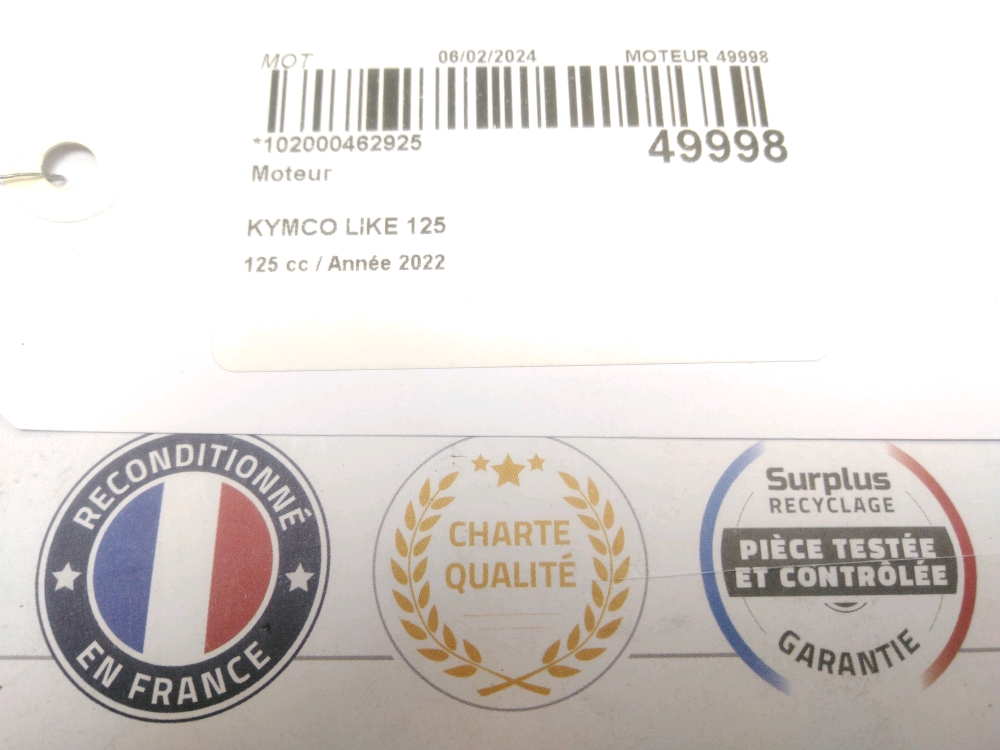 MOT 06/02/2024 MOTEUR 49998
*102000462925 49998
Moteur
KYMCO LIKE 125
125 cc / Année 2022
RECONDITIONNÉ
EN FRANCE
CHARTE
QUALITÉ
Surplus
RECYCLAGE
PIÈCE TESTÉE
ET CONTRÔLÉE
GARANTIE